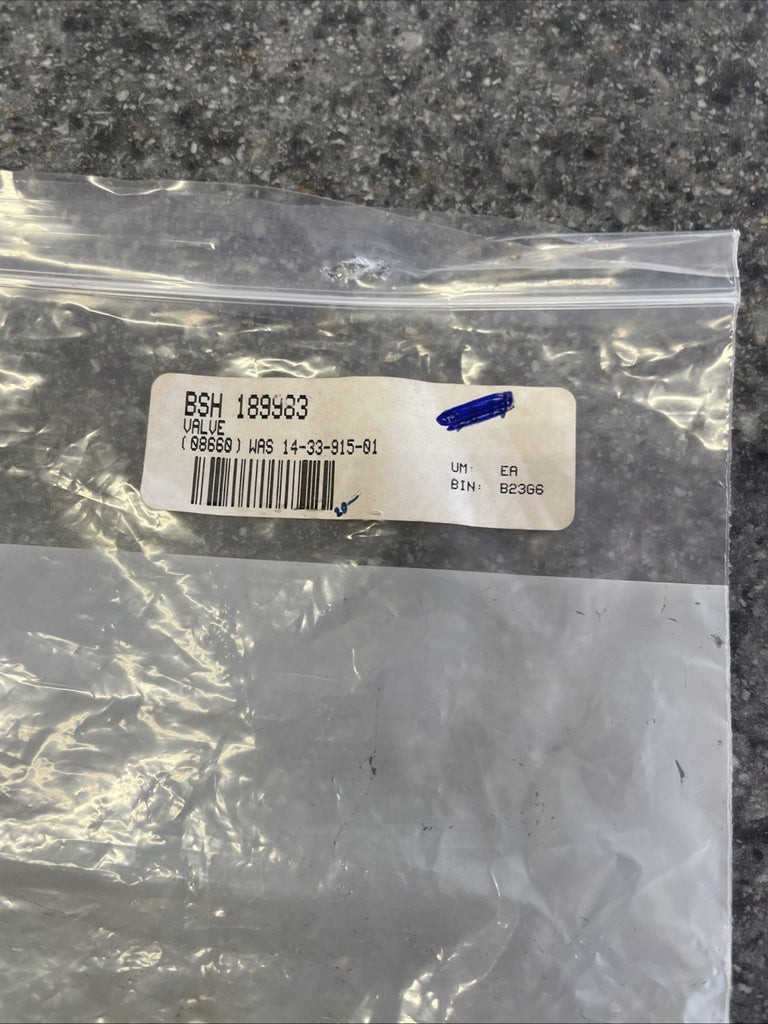 BSH 189983
VALVE
(08660) WAS 14-33-915-01
UM: EA
BIN: B23G6